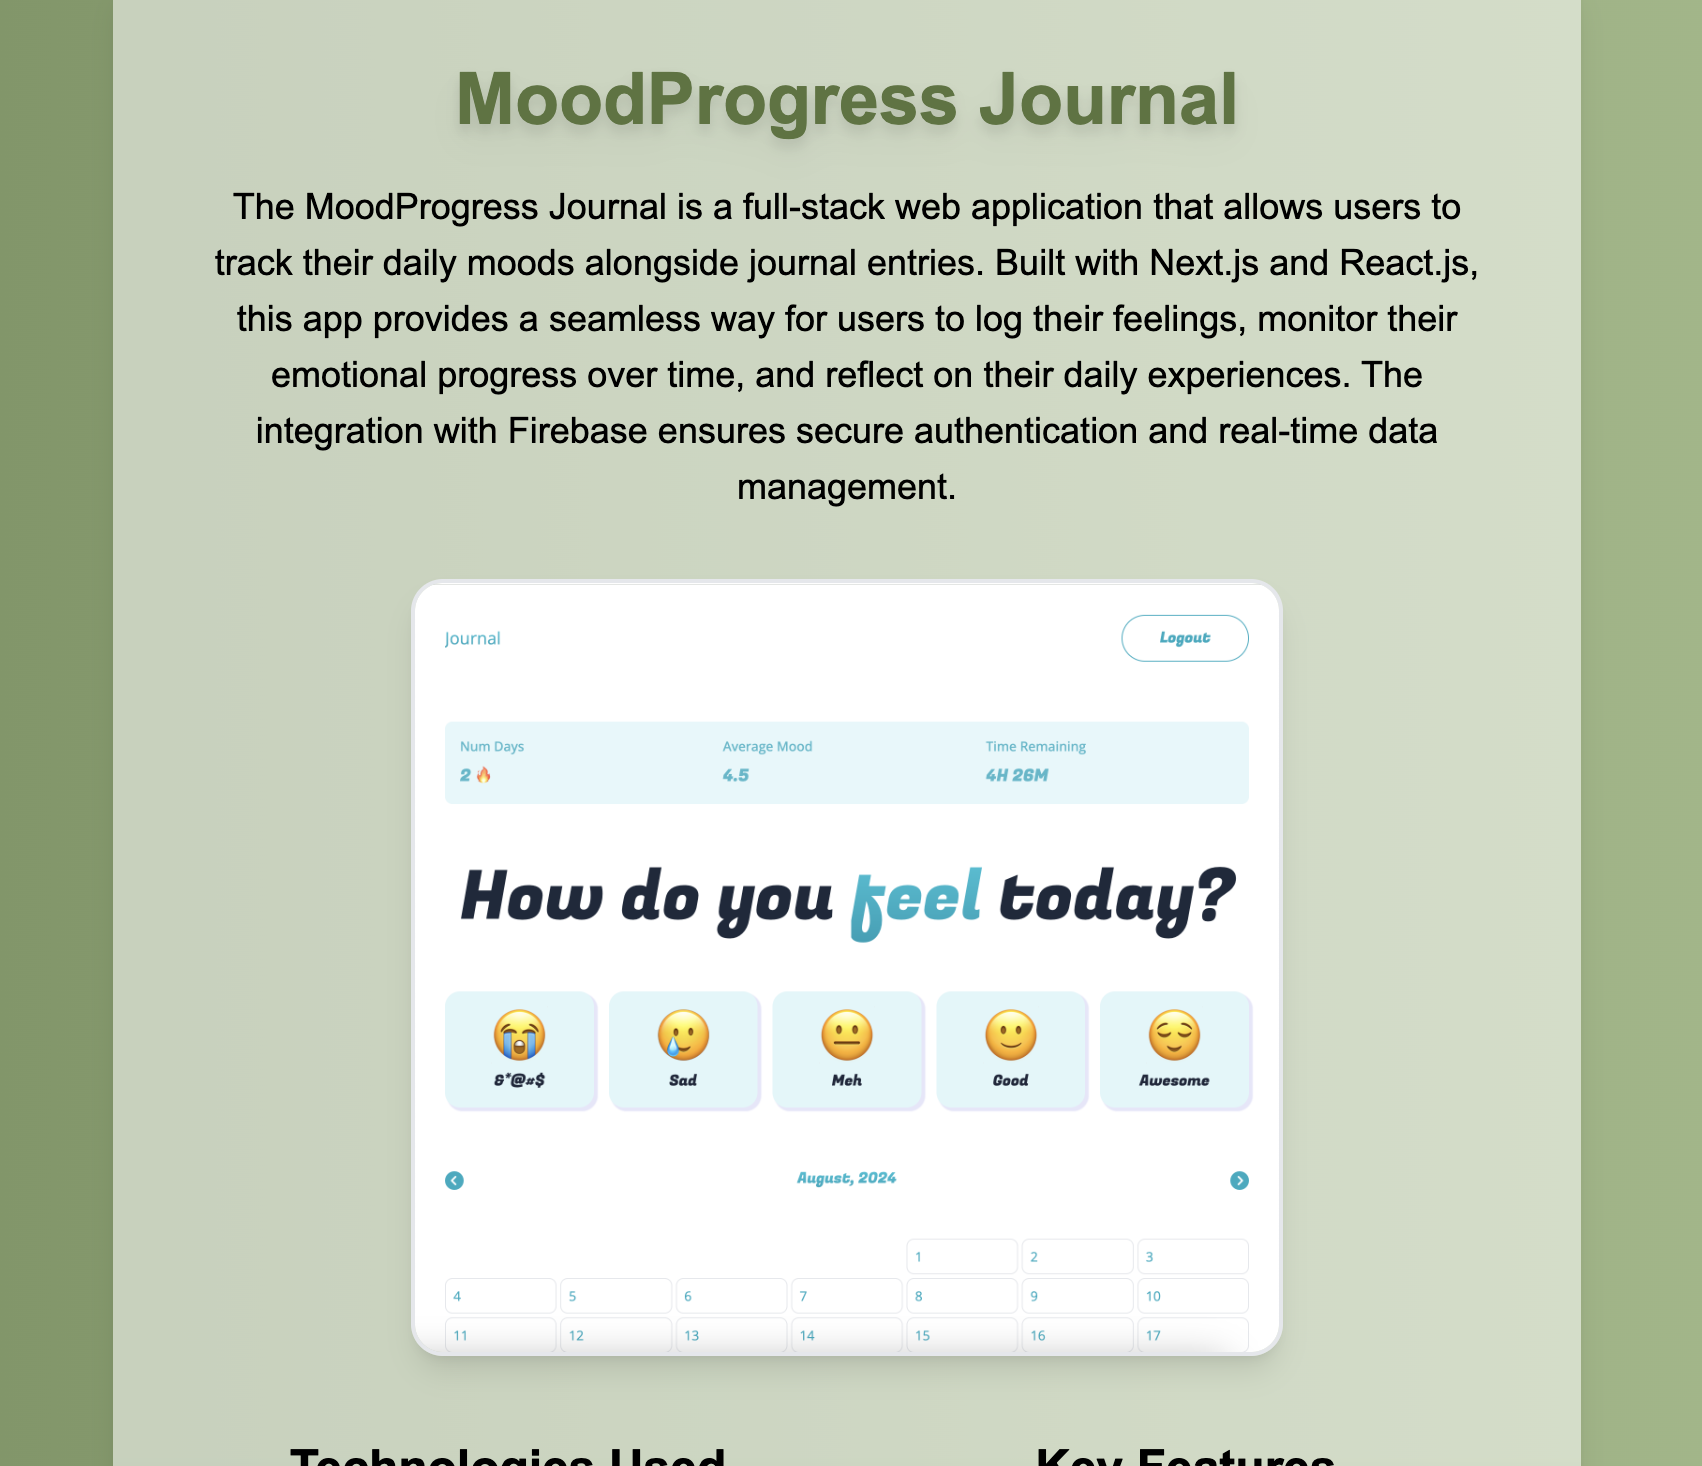 MoodProgress Journal
The MoodProgress Journal is a full-stack web application that allows users to
track their daily moods alongside journal entries. Built with Next.js and React.js,
this app provides a seamless way for users to log their feelings, monitor their
emotional progress over time, and reflect on their daily experiences. The
integration with Firebase ensures secure authentication and real-time data
management.
Journal
Logout
Num Days
Average Mood
Time Remaining
2 🔥
4.5
4H 26M
How do you feel today?
&*@#$
Sad
Meh
Good
Awesome
August, 2024
1 2 3
4 5 6 7 8 9 10
11 12 13 14 15 16 17
Technologies Used
Key Features